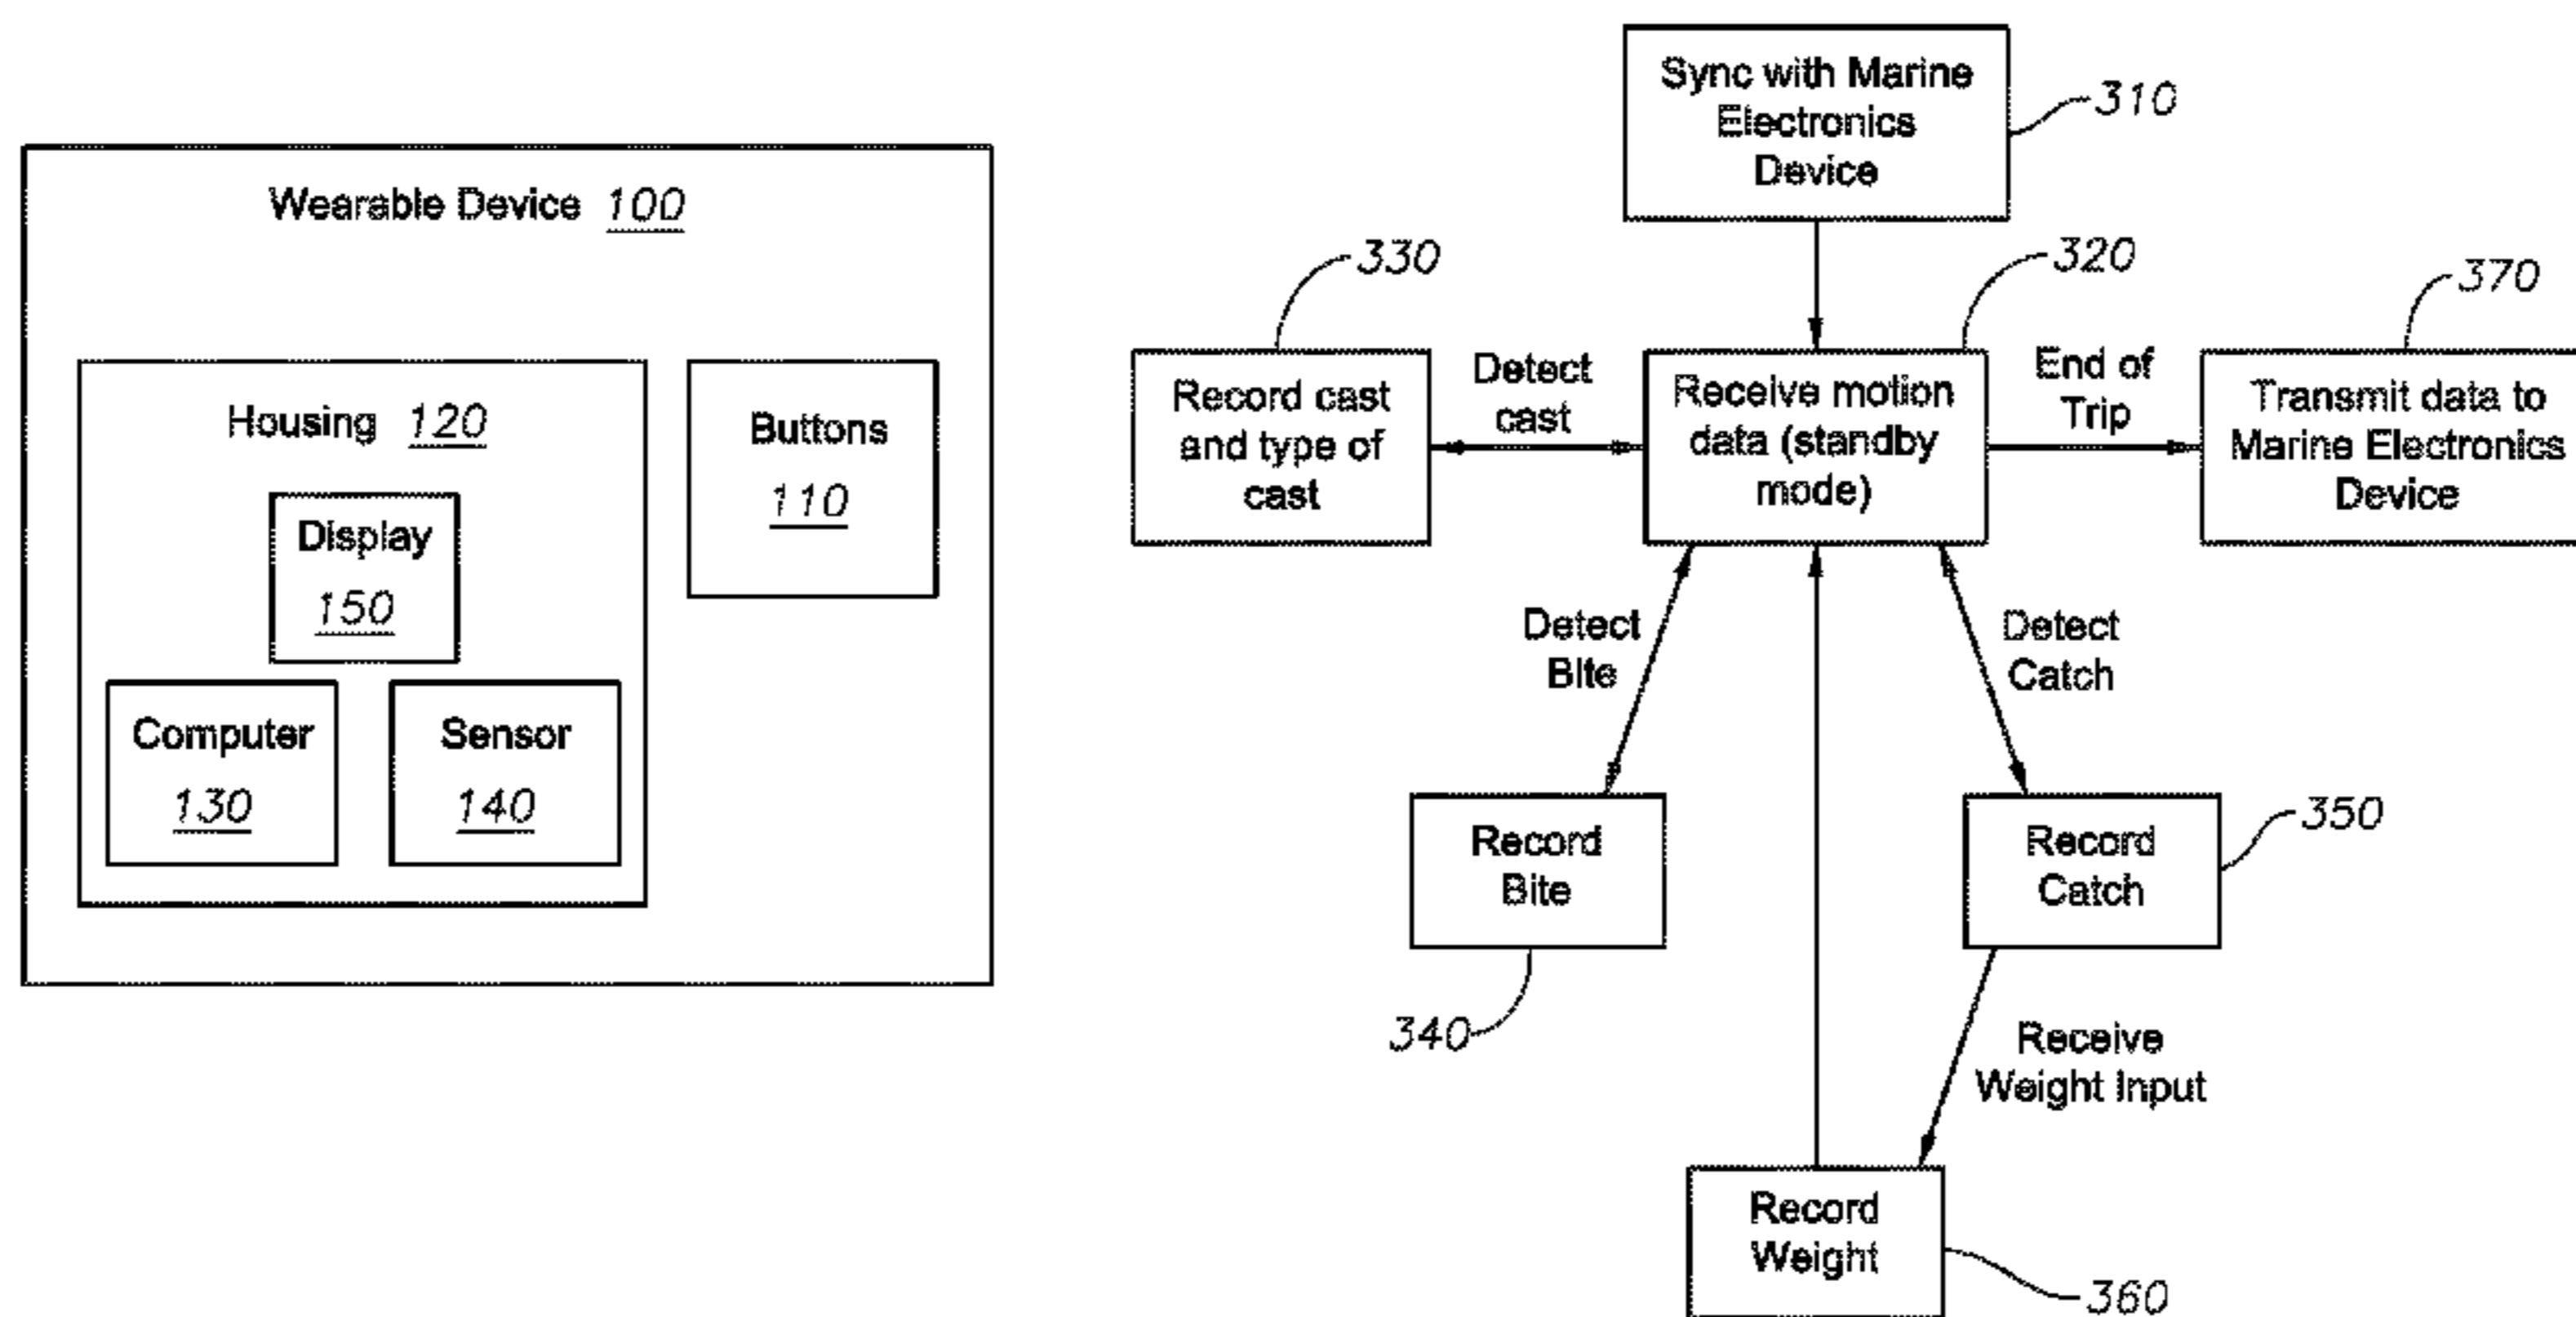 Wearable Device 100
Housing 120
Buttons
110
Display
150
Computer
130
Sensor
140
Sync with Marine
Electronics
Device
310
330
320
370
Record cast
and type of
cast
Detect
cast
Receive motion
data (standby
mode)
End of
Trip
Transmit data to
Marine Electronics
Device
Detect
Bite
Detect
Catch
Record
Bite
340
Record
Catch
350
Receive
Weight Input
Record
Weight
360